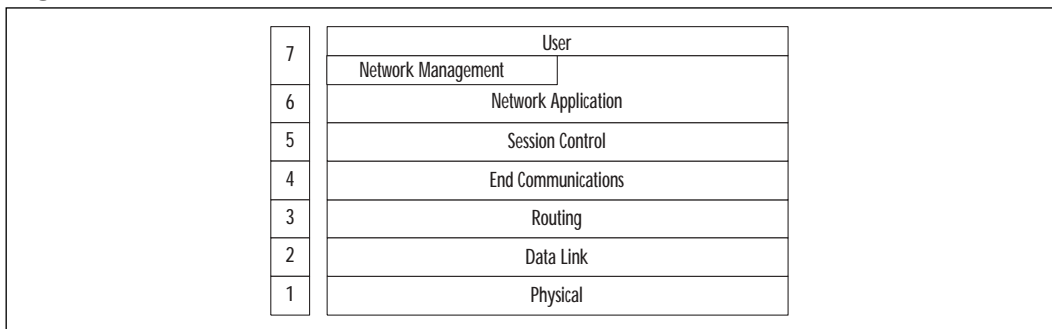 7
User
Network Management
6
Network Application
5
Session Control
4
End Communications
3
Routing
2
Data Link
1
Physical